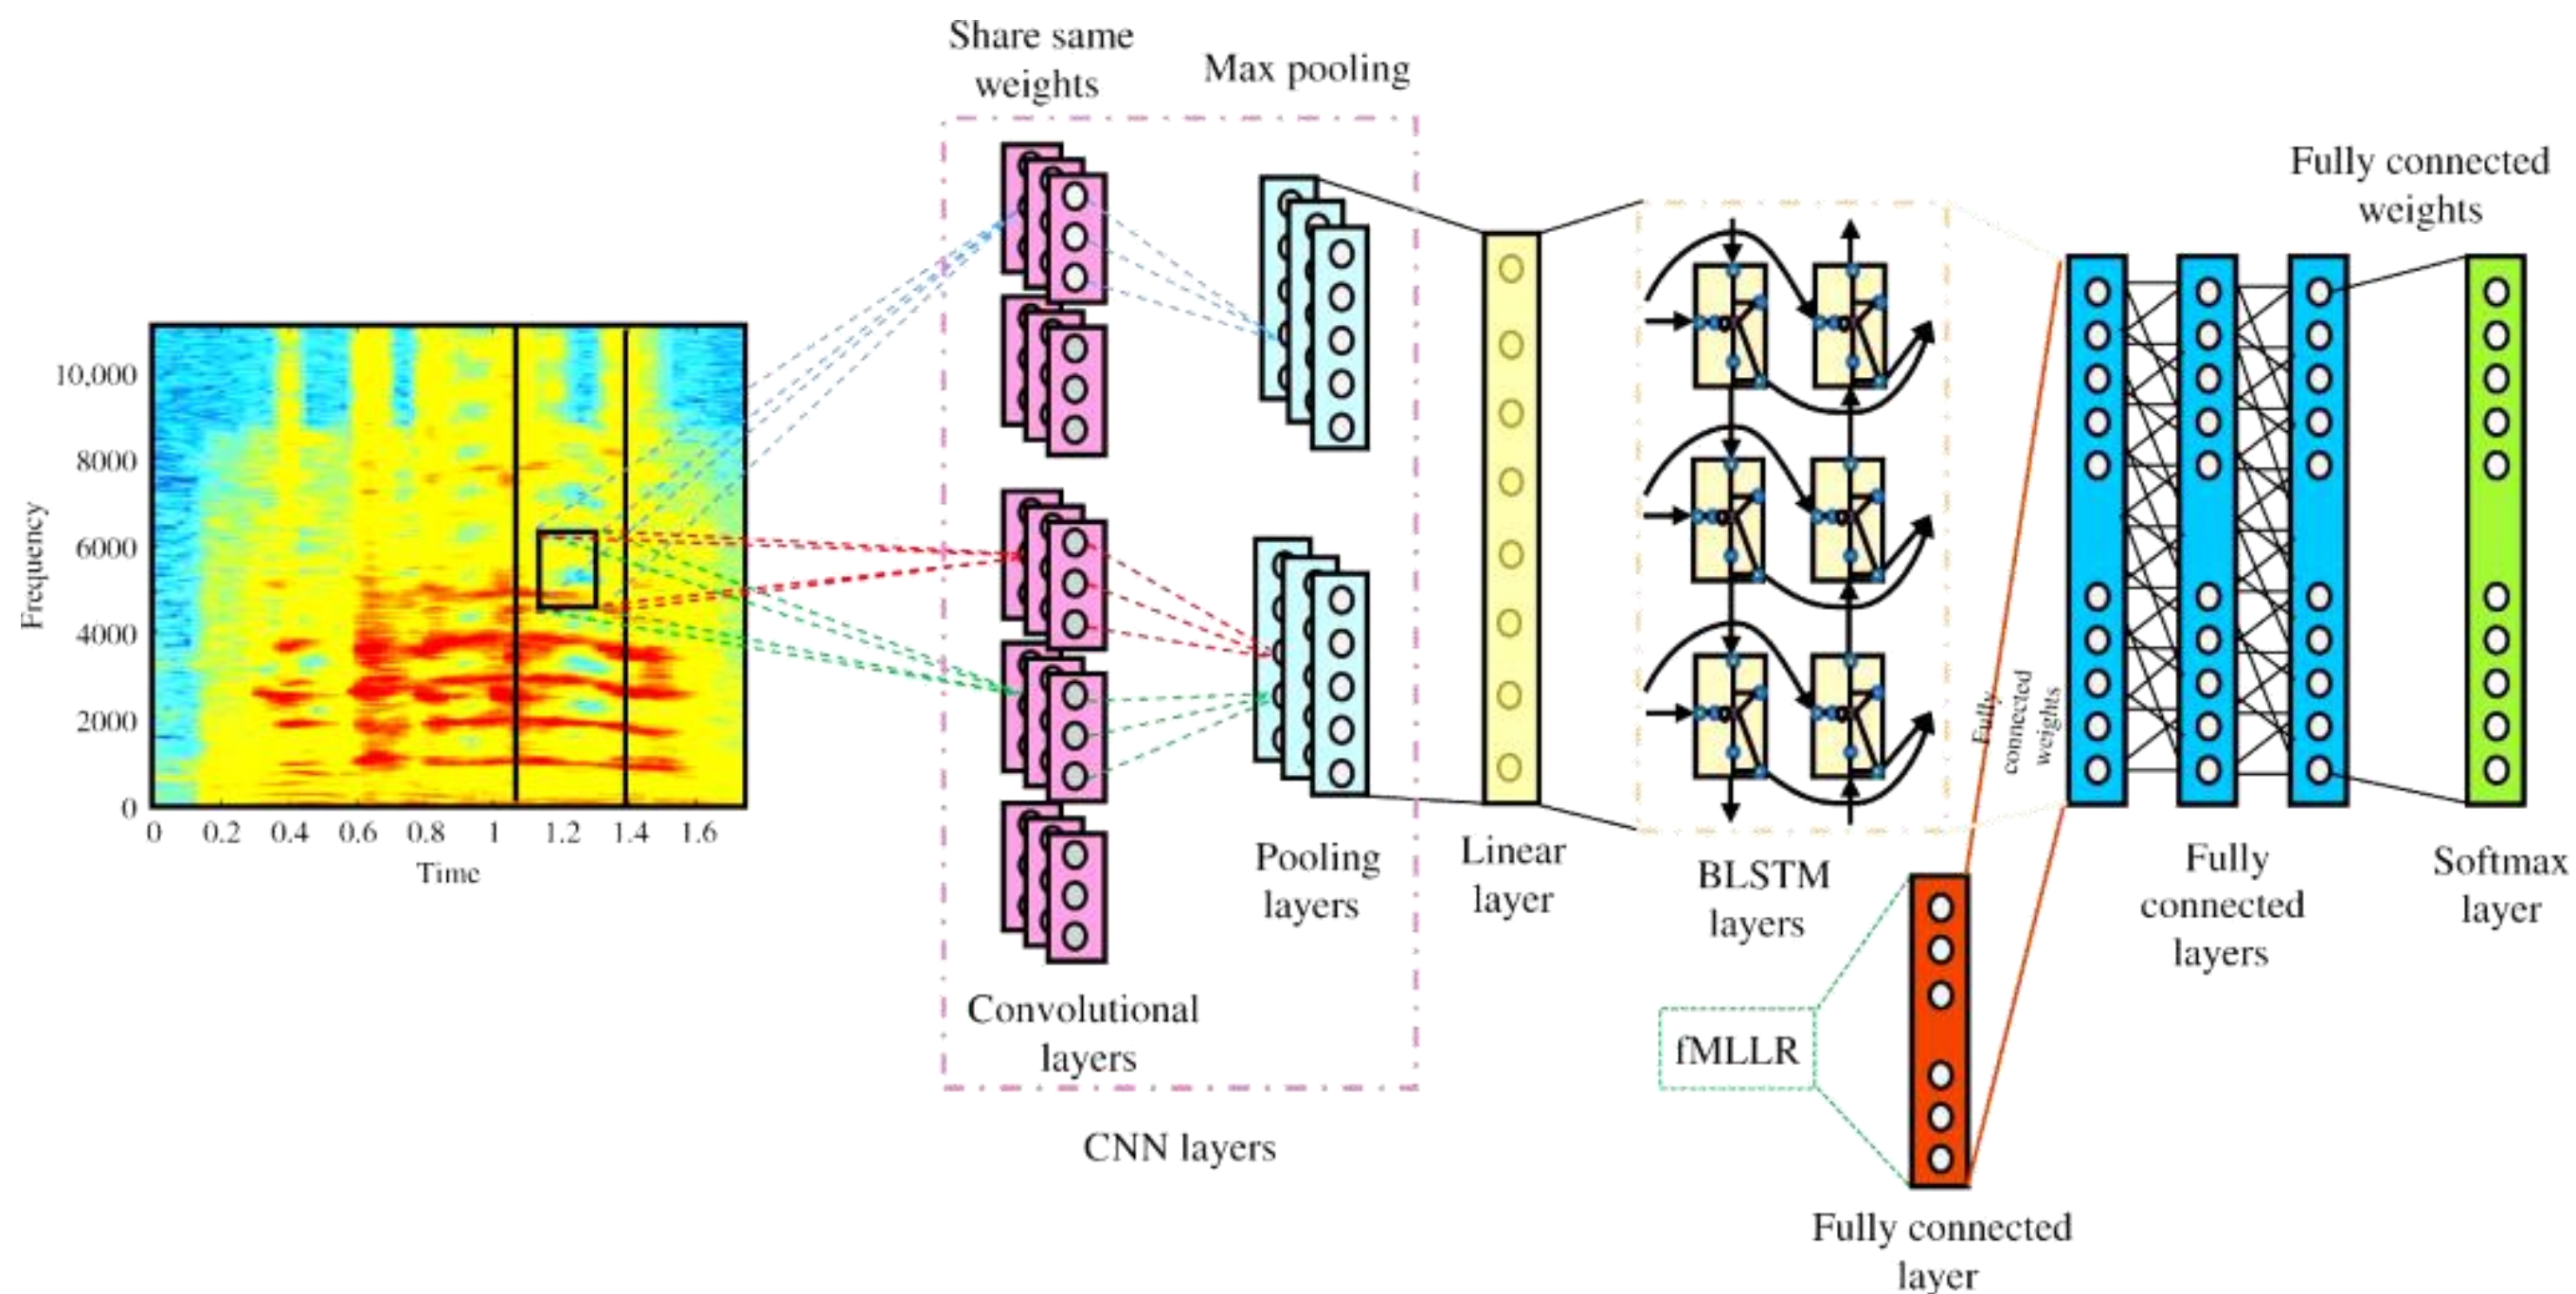 Share same
weights
Max pooling
Fully connected
weights
10,000
8000
6000
4000
2000
0
Frequency
0 0.2 0.4 0.6 0.8 1 1.2 1.4 1.6
Time
Convolutional
layers
Pooling
layers
CNN layers
Linear
layer
BLSTM
layers
Fully
connected
weights
fMLLR
Fully connected
layer
Fully
connected
layers
Softmax
layer